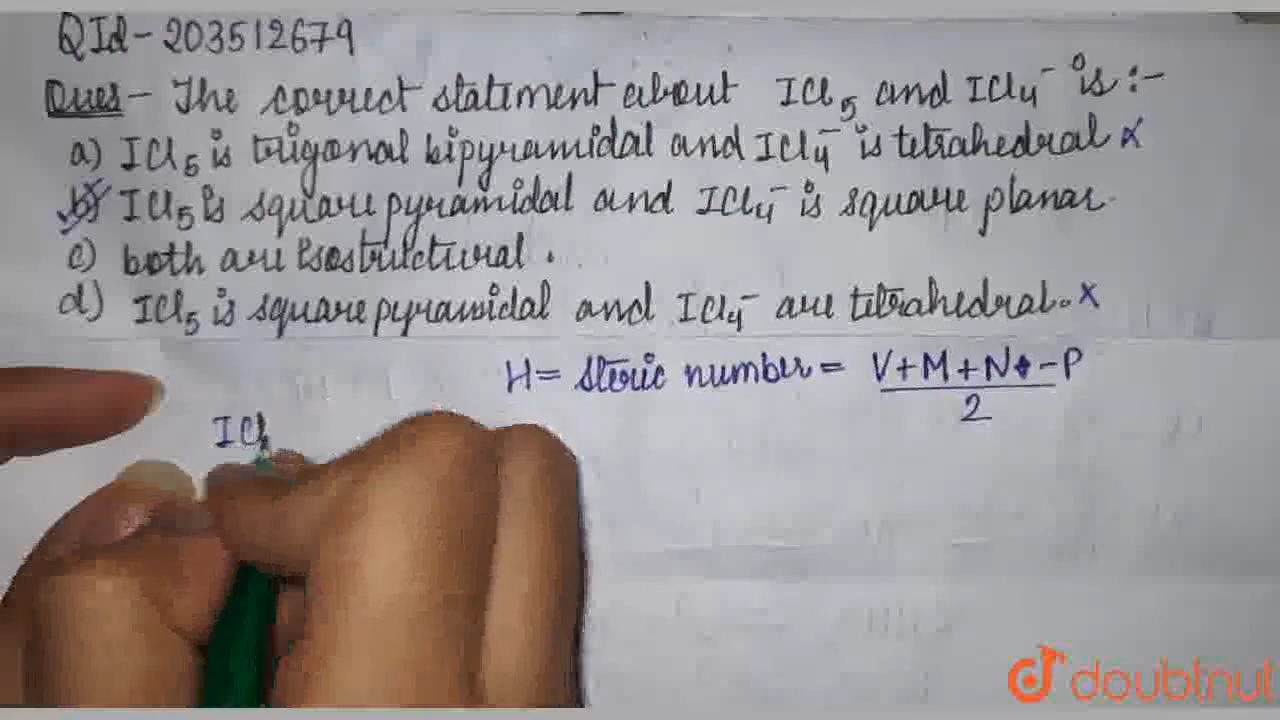 QId - 203512679
Ques - The correct statement about ICl5 and ICl4⁻ is :-
a) ICl5 is trigonal bipyramidal and ICl4⁻ is tetrahedral x
b) ICl5 is square pyramidal and ICl4⁻ is square planar.
c) both are isostructural.
d) ICl5 is square pyramidal and ICl4⁻ are tetrahedral. x
H = steric number = V+M+N-P
2
ICl
doubtnut